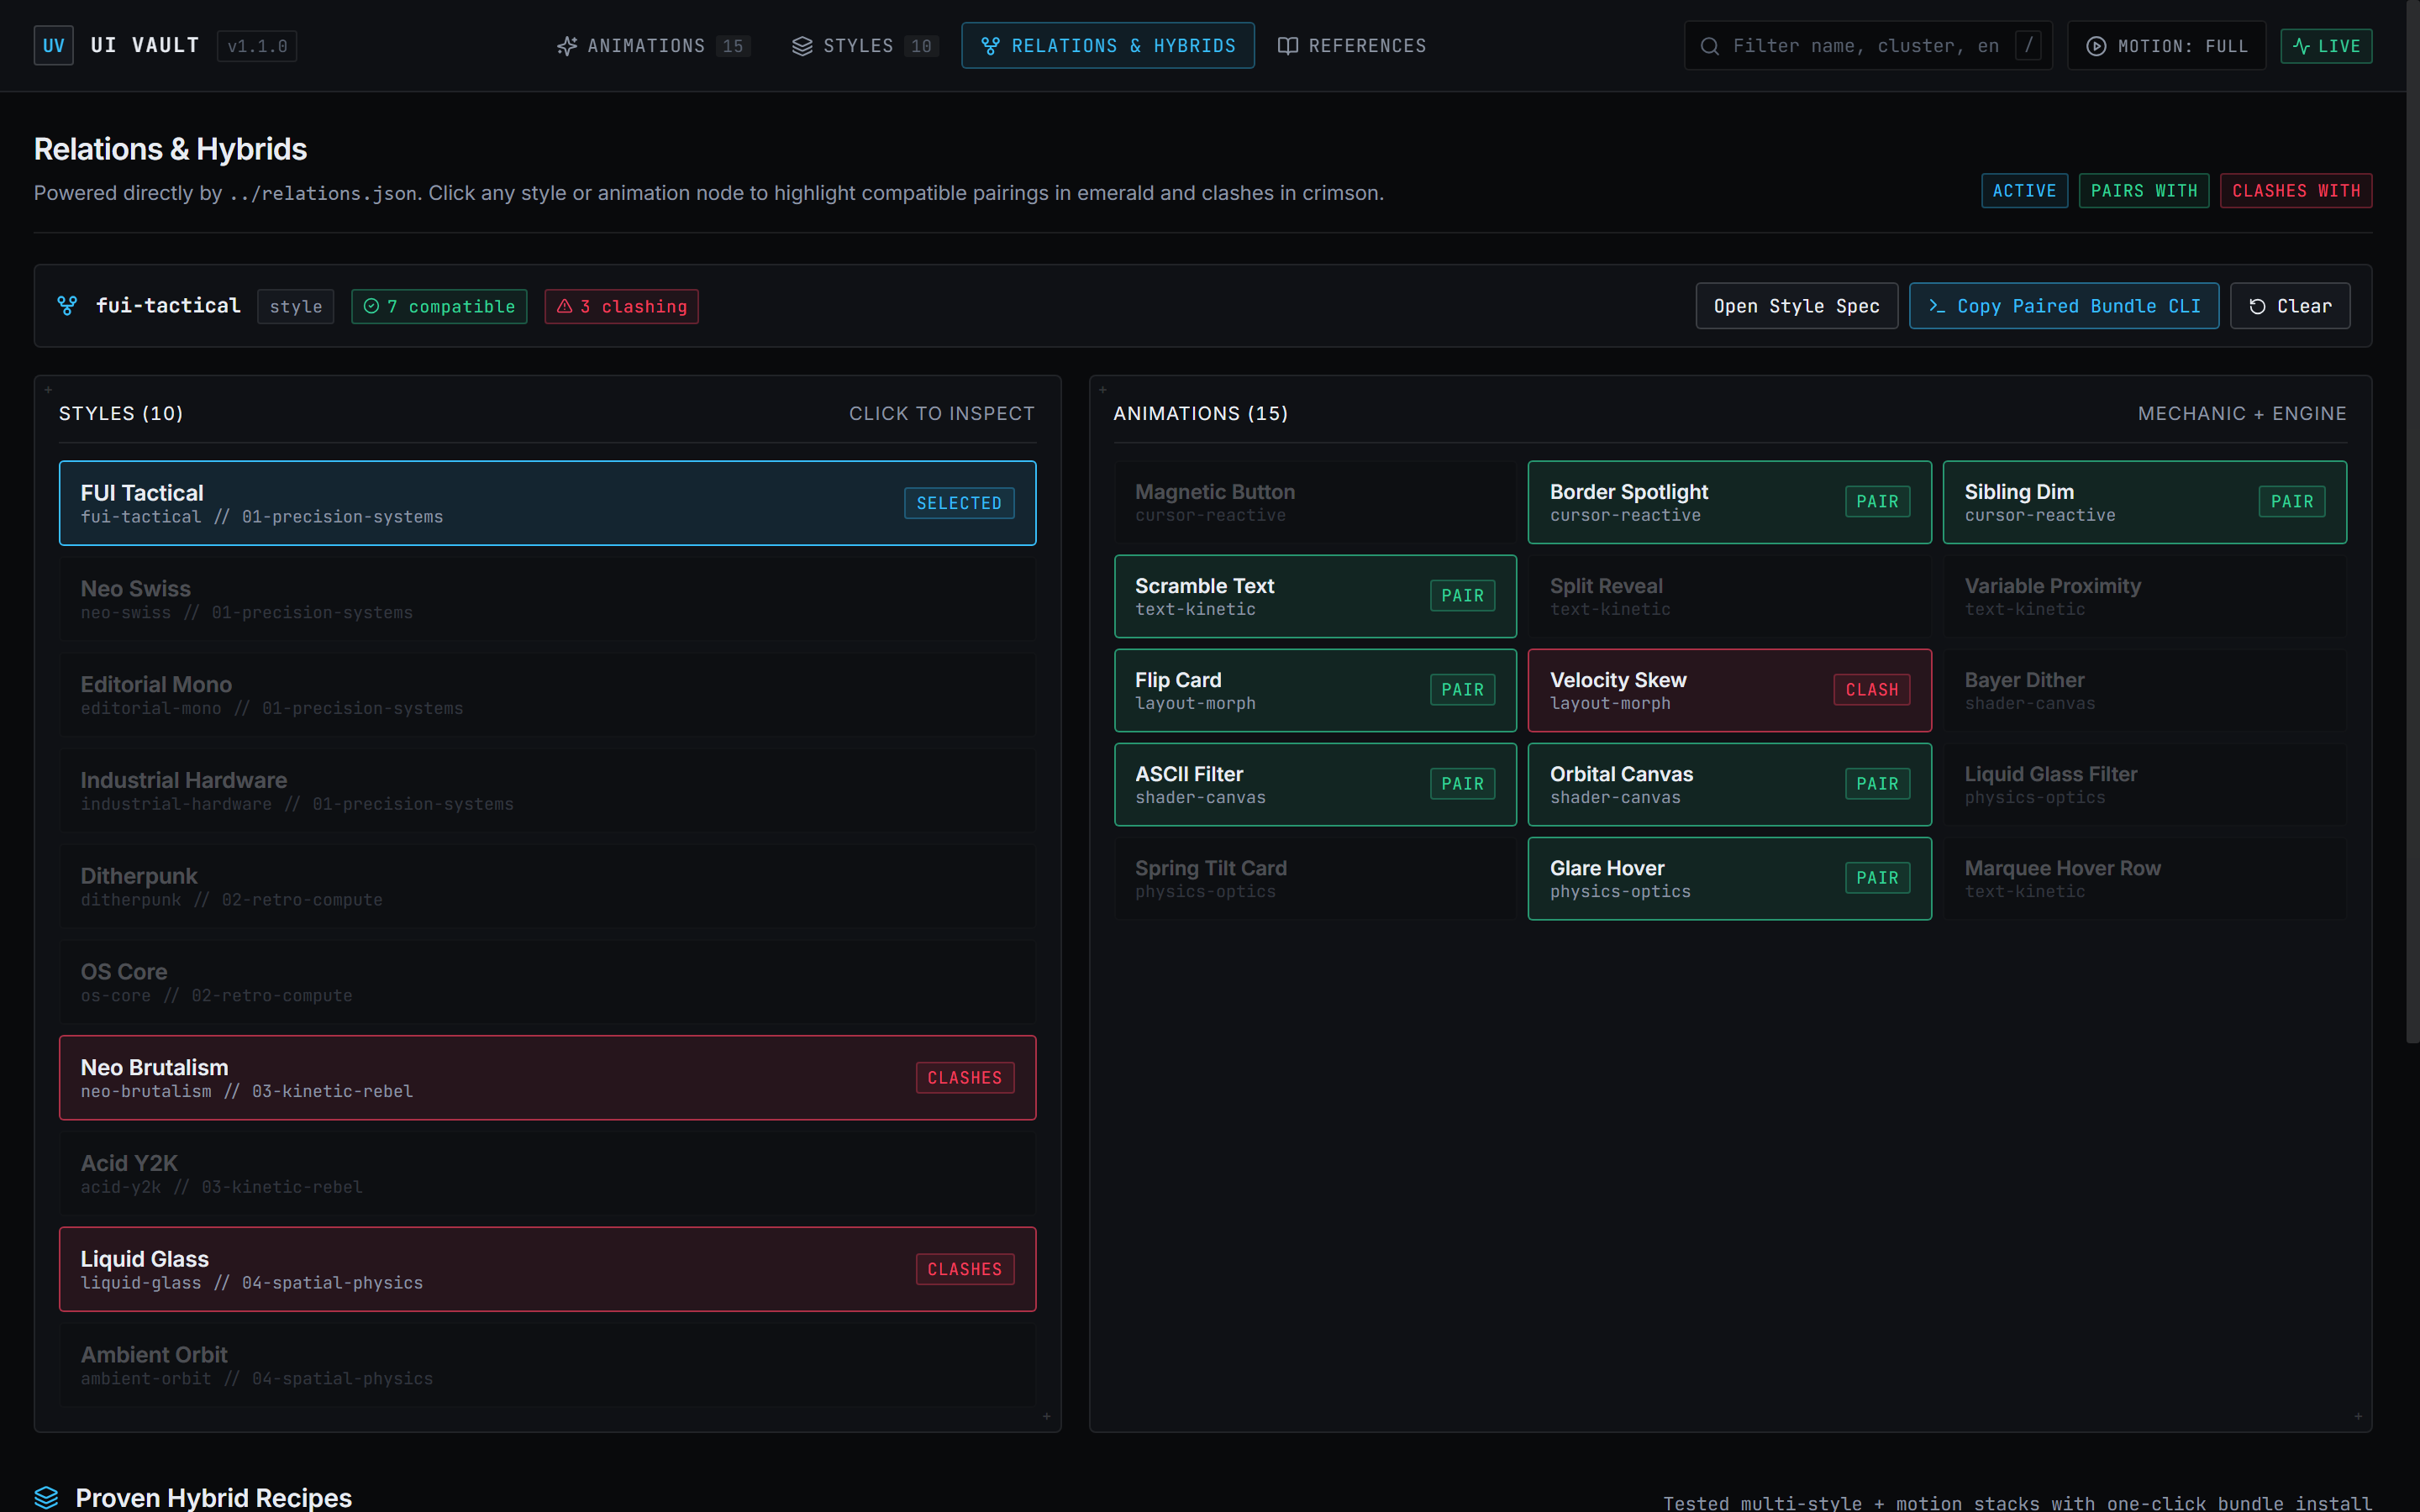 UV UI VAULT v1.1.0 ANIMATIONS 15 STYLES 10 RELATIONS & HYBRIDS REFERENCES Filter name, cluster, en / MOTION: FULL LIVE
Relations & Hybrids
Powered directly by ../relations.json. Click any style or animation node to highlight compatible pairings in emerald and clashes in crimson.
ACTIVE PAIRS WITH CLASHES WITH
fui-tactical style 7 compatible 3 clashing Open Style Spec >_ Copy Paired Bundle CLI Clear
STYLES (10) CLICK TO INSPECT
FUI Tactical
fui-tactical // 01-precision-systems
SELECTED
Neo Swiss
neo-swiss // 01-precision-systems
Editorial Mono
editorial-mono // 01-precision-systems
Industrial Hardware
industrial-hardware // 01-precision-systems
Ditherpunk
ditherpunk // 02-retro-compute
OS Core
os-core // 02-retro-compute
Neo Brutalism
neo-brutalism // 03-kinetic-rebel
CLASHES
Acid Y2K
acid-y2k // 03-kinetic-rebel
Liquid Glass
liquid-glass // 04-spatial-physics
CLASHES
Ambient Orbit
ambient-orbit // 04-spatial-physics
ANIMATIONS (15) MECHANIC + ENGINE
Magnetic Button
cursor-reactive
Border Spotlight
cursor-reactive
PAIR
Sibling Dim
cursor-reactive
PAIR
Scramble Text
text-kinetic
PAIR
Split Reveal
text-kinetic
Variable Proximity
text-kinetic
Flip Card
layout-morph
PAIR
Velocity Skew
layout-morph
CLASH
Bayer Dither
shader-canvas
ASCII Filter
shader-canvas
PAIR
Orbital Canvas
shader-canvas
PAIR
Liquid Glass Filter
physics-optics
Spring Tilt Card
physics-optics
Glare Hover
physics-optics
PAIR
Marquee Hover Row
text-kinetic
Proven Hybrid Recipes
Tested multi-style + motion stacks with one-click bundle install